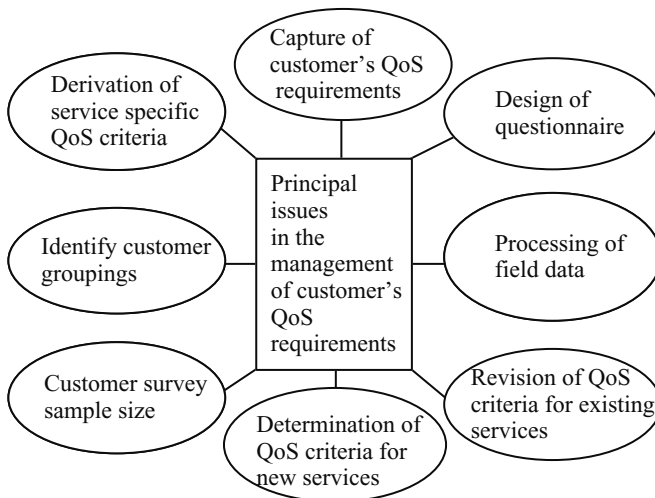 Capture of
customer's QoS
requirements
Derivation of
service specific
QoS criteria
Design of
questionnaire
Principal
issues
in the
management
of customer's
QoS
requirements
Identify customer
groupings
Processing of
field data
Customer survey
sample size
Determination of
QoS criteria for
new services
Revision of QoS
criteria for existing
services